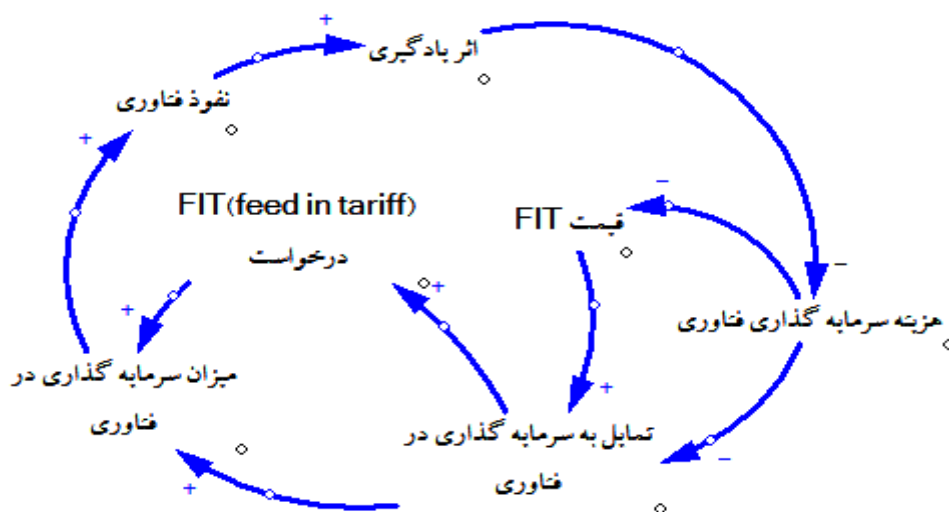 اثر یادگیری
نفوذ فناوری
FIT(feed in tariff)
درخواست
قیمت FIT
هزینه سرمایه گذاری فناوری
میزان سرمایه گذاری در
فناوری
تمایل به سرمایه گذاری در
فناوری
+
+
+
+
+
+
−
−
−